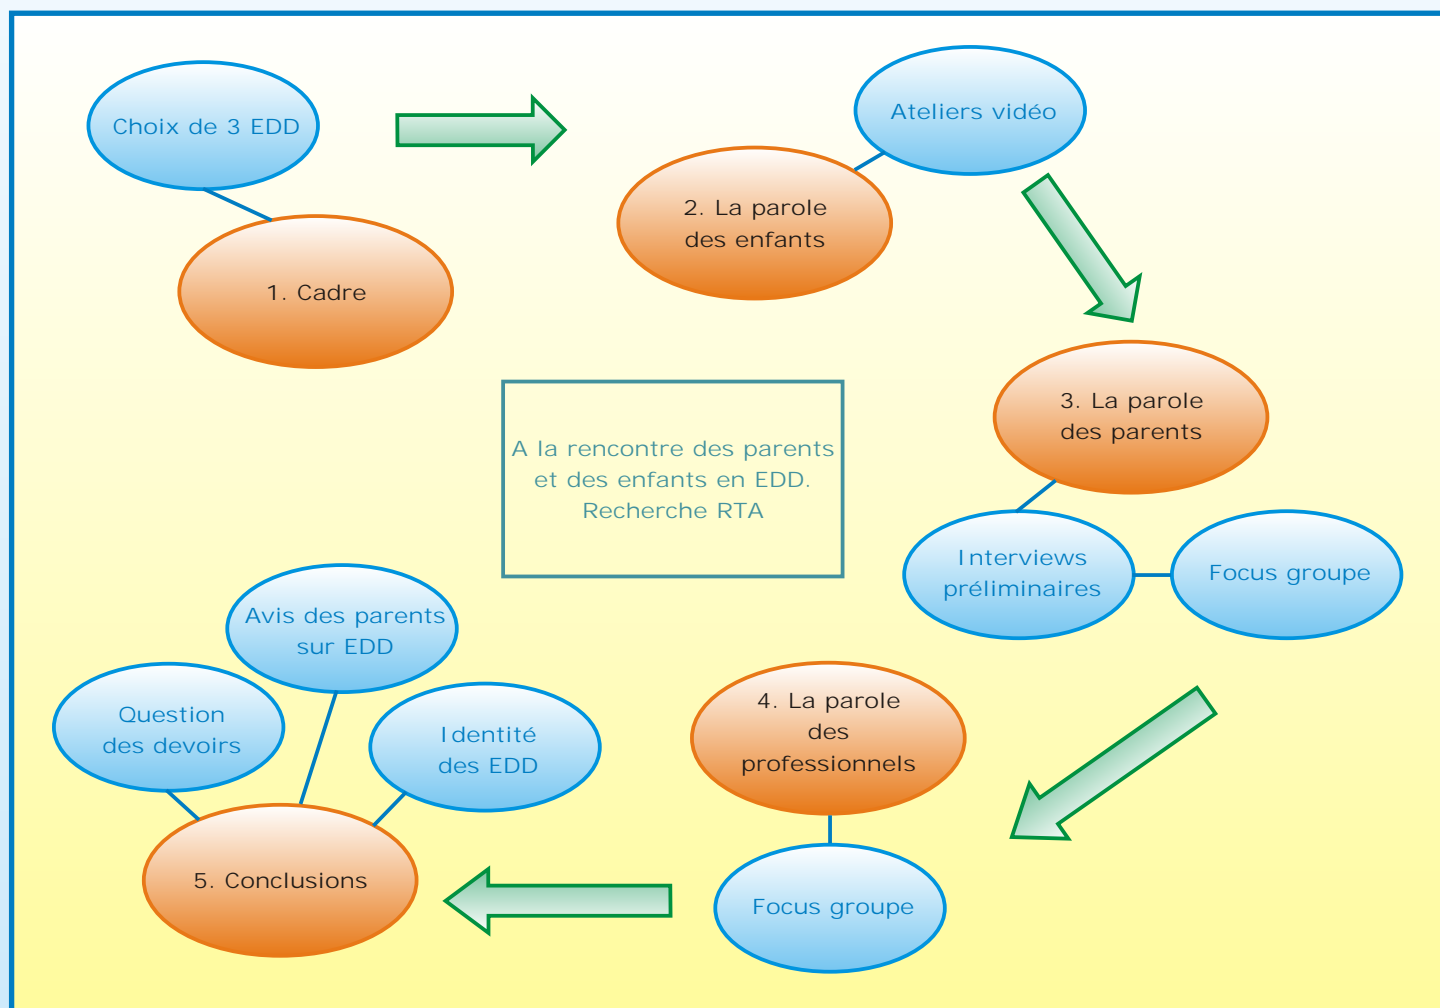 Choix de 3 EDD
1. Cadre
Ateliers vidéo
2. La parole
des enfants
3. La parole
des parents
Interviews
préliminaires
Focus groupe
A la rencontre des parents
et des enfants en EDD.
Recherche RTA
4. La parole
des
professionnels
Focus groupe
Avis des parents
sur EDD
Question
des devoirs
Identité
des EDD
5. Conclusions